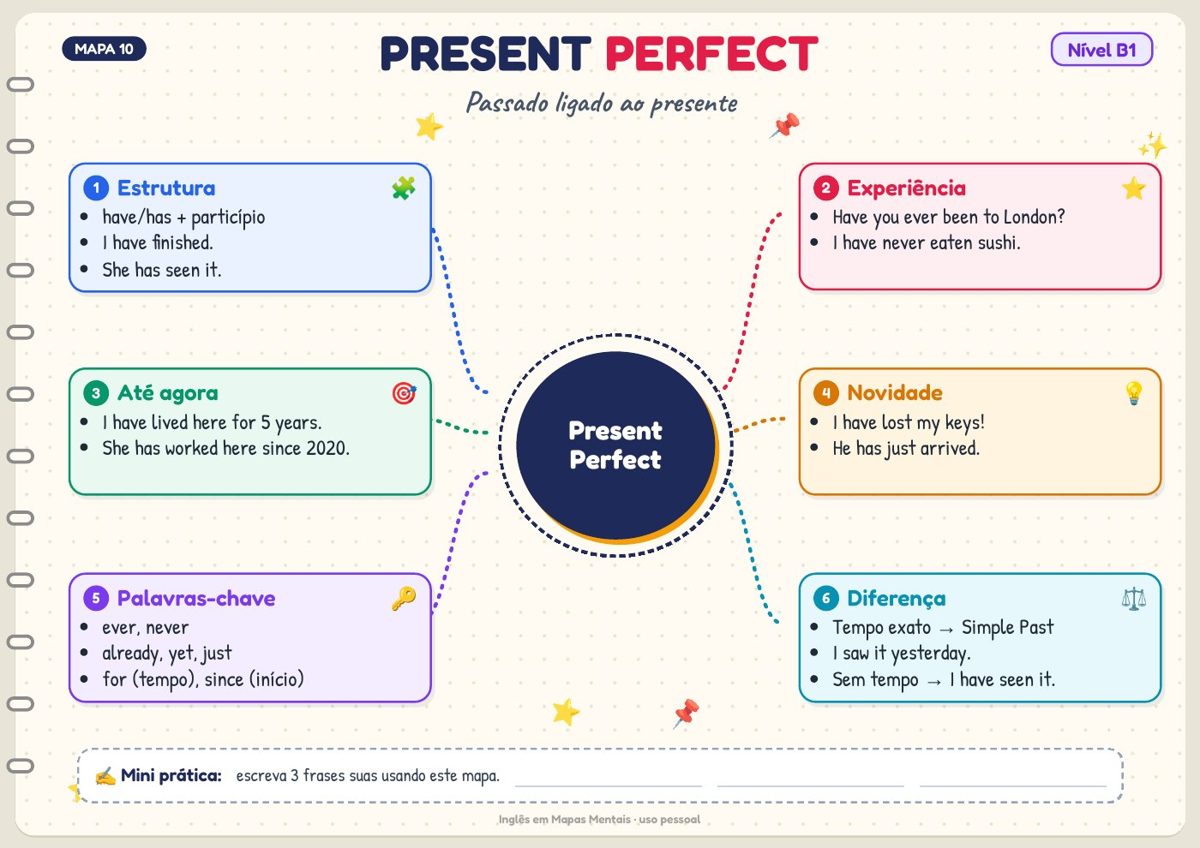 MAPA 10
PRESENT PERFECT
Nível B1
Passado ligado ao presente
1 Estrutura
• have/has + particípio
• I have finished.
• She has seen it.
2 Experiência
• Have you ever been to London?
• I have never eaten sushi.
3 Até agora
• I have lived here for 5 years.
• She has worked here since 2020.
4 Novidade
• I have lost my keys!
• He has just arrived.
Present
Perfect
5 Palavras-chave
• ever, never
• already, yet, just
• for (tempo), since (início)
6 Diferença
• Tempo exato → Simple Past
• I saw it yesterday.
• Sem tempo → I have seen it.
Mini prática: escreva 3 frases suas usando este mapa.
Inglês em Mapas Mentais · uso pessoal